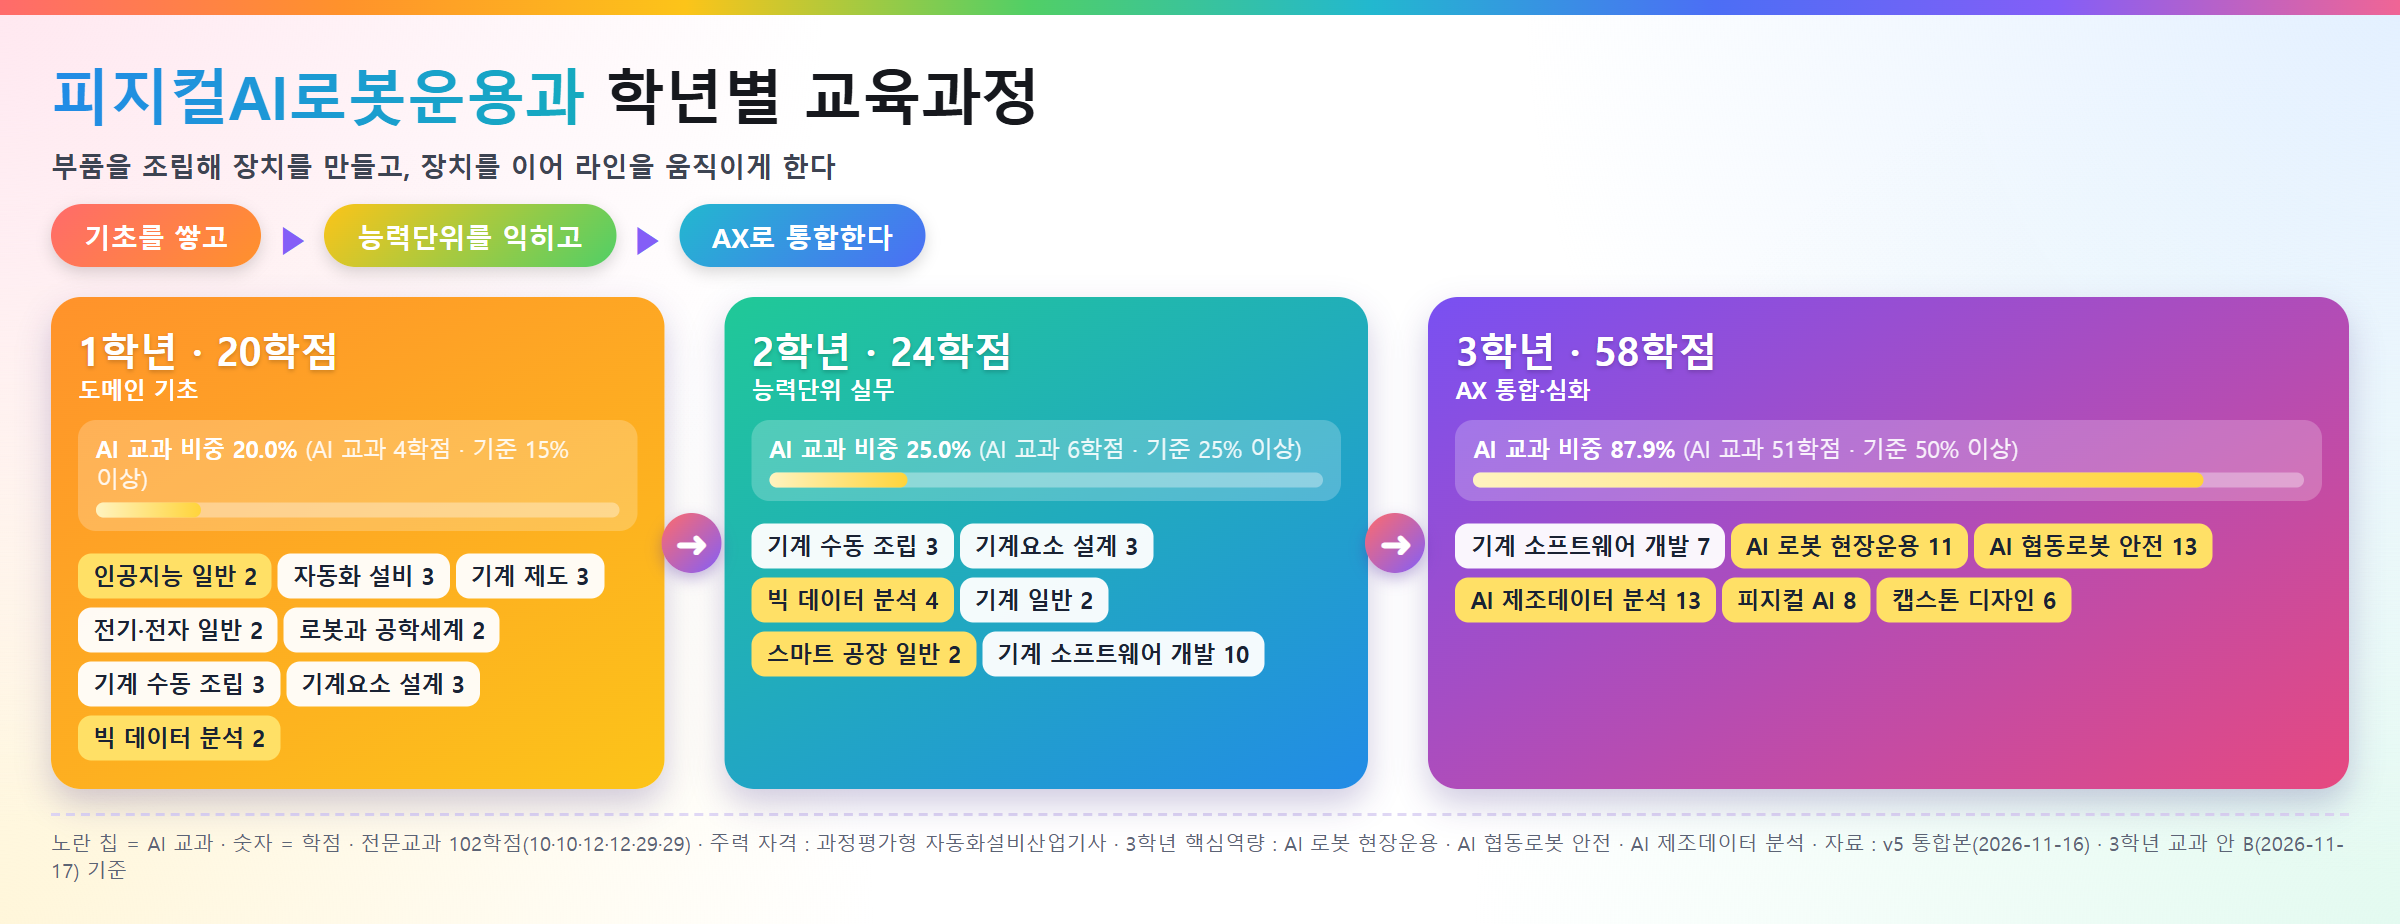 피지컬AI로봇운용과 학년별 교육과정
부품을 조립해 장치를 만들고, 장치를 이어 라인을 움직이게 한다
기초를 쌓고 ▶ 능력단위를 익히고 ▶ AX로 통합한다
1학년 · 20학점
도메인 기초
AI 교과 비중 20.0% (AI 교과 4학점 · 기준 15%
이상)
인공지능 일반 2 자동화 설비 3 기계 제도 3
전기·전자 일반 2 로봇과 공학세계 2
기계 수동 조립 3 기계요소 설계 3
빅 데이터 분석 2
➜
2학년 · 24학점
능력단위 실무
AI 교과 비중 25.0% (AI 교과 6학점 · 기준 25% 이상)
기계 수동 조립 3 기계요소 설계 3
빅 데이터 분석 4 기계 일반 2
스마트 공장 일반 2 기계 소프트웨어 개발 10
➜
3학년 · 58학점
AX 통합·심화
AI 교과 비중 87.9% (AI 교과 51학점 · 기준 50% 이상)
기계 소프트웨어 개발 7 AI 로봇 현장운용 11 AI 협동로봇 안전 13
AI 제조데이터 분석 13 피지컬 AI 8 캡스톤 디자인 6
노란 칩 = AI 교과 · 숫자 = 학점 · 전문교과 102학점(10·10·12·12·29·29) · 주력 자격 : 과정평가형 자동화설비산업기사 · 3학년 핵심역량 : AI 로봇 현장운용 · AI 협동로봇 안전 · AI 제조데이터 분석 · 자료 : v5 통합본(2026-11-16) · 3학년 교과 안 B(2026-11-
17) 기준